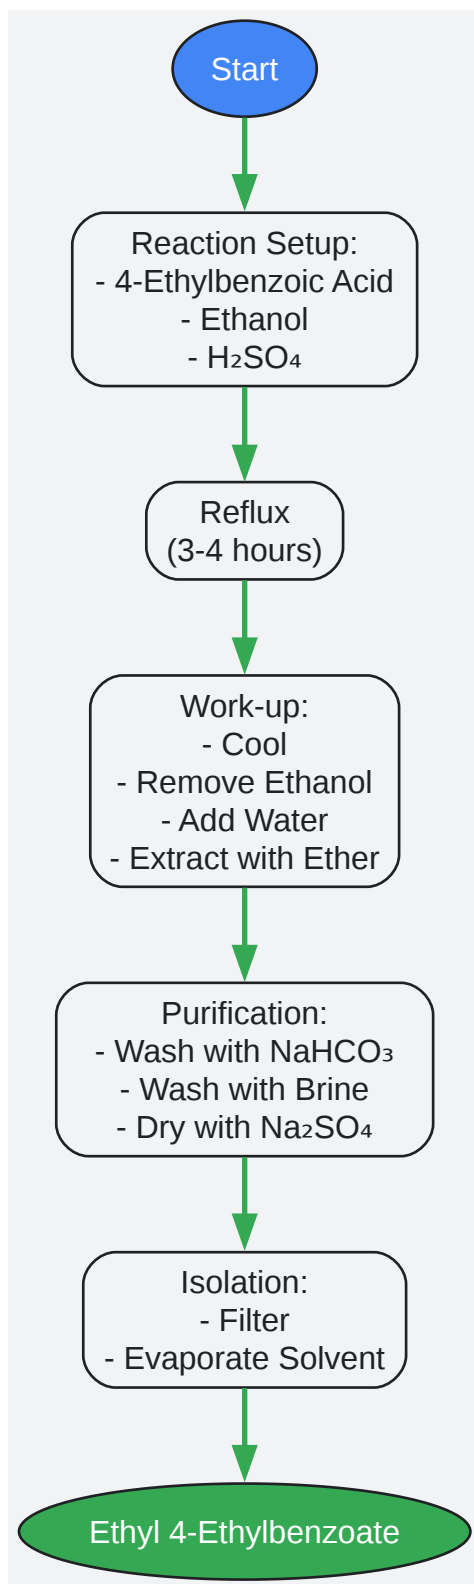 Start
Reaction Setup:
- 4-Ethylbenzoic Acid
- Ethanol
- H₂SO₄
Reflux
(3-4 hours)
Work-up:
- Cool
- Remove Ethanol
- Add Water
- Extract with Ether
Purification:
- Wash with NaHCO₃
- Wash with Brine
- Dry with Na₂SO₄
Isolation:
- Filter
- Evaporate Solvent
Ethyl 4-Ethylbenzoate